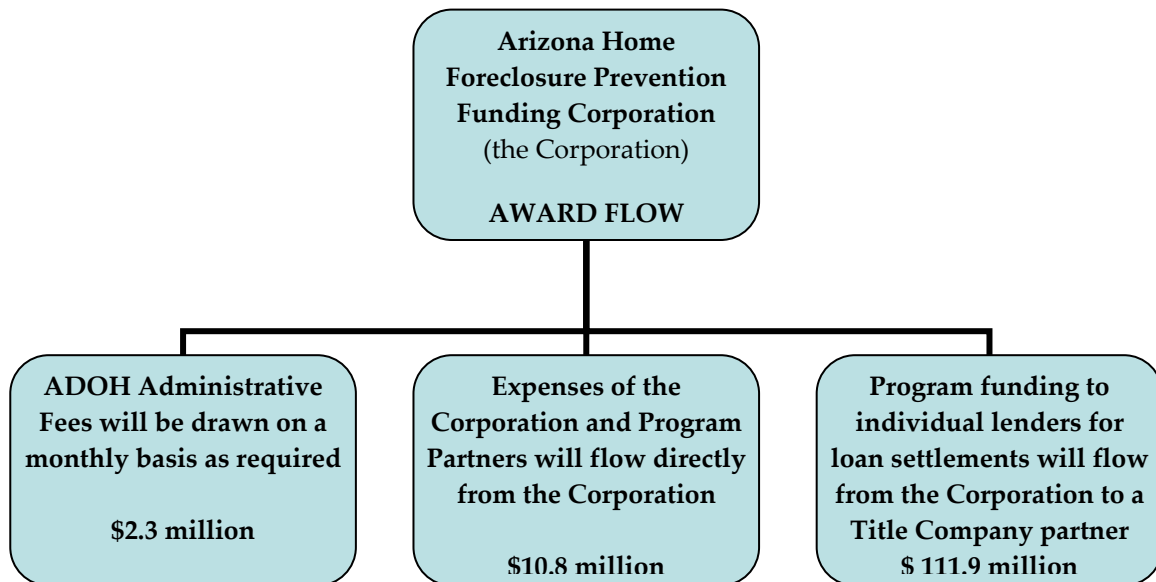 Arizona Home
Foreclosure Prevention
Funding Corporation
(the Corporation)
AWARD FLOW
ADOH Administrative
Fees will be drawn on a
monthly basis as required
$2.3 million
Expenses of the
Corporation and Program
Partners will flow directly
from the Corporation
$10.8 million
Program funding to
individual lenders for
loan settlements will flow
from the Corporation to a
Title Company partner
$ 111.9 million